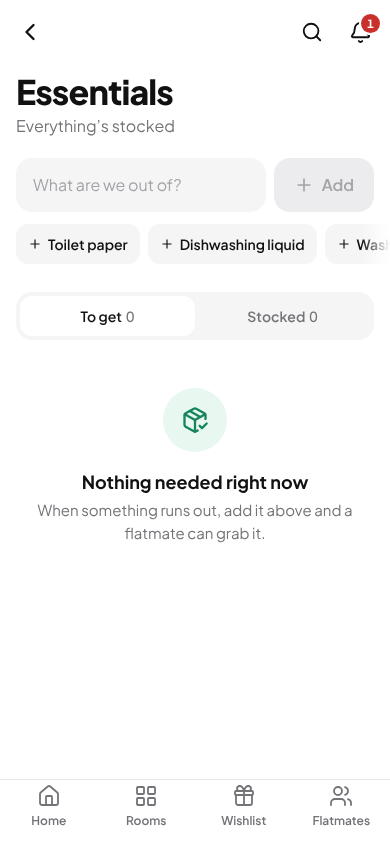 1
Essentials
Everything's stocked
What are we out of?
+ Add
+ Toilet paper
+ Dishwashing liquid
+ Was
To get 0
Stocked 0
Nothing needed right now
When something runs out, add it above and a
flatmate can grab it.
Home
Rooms
Wishlist
Flatmates